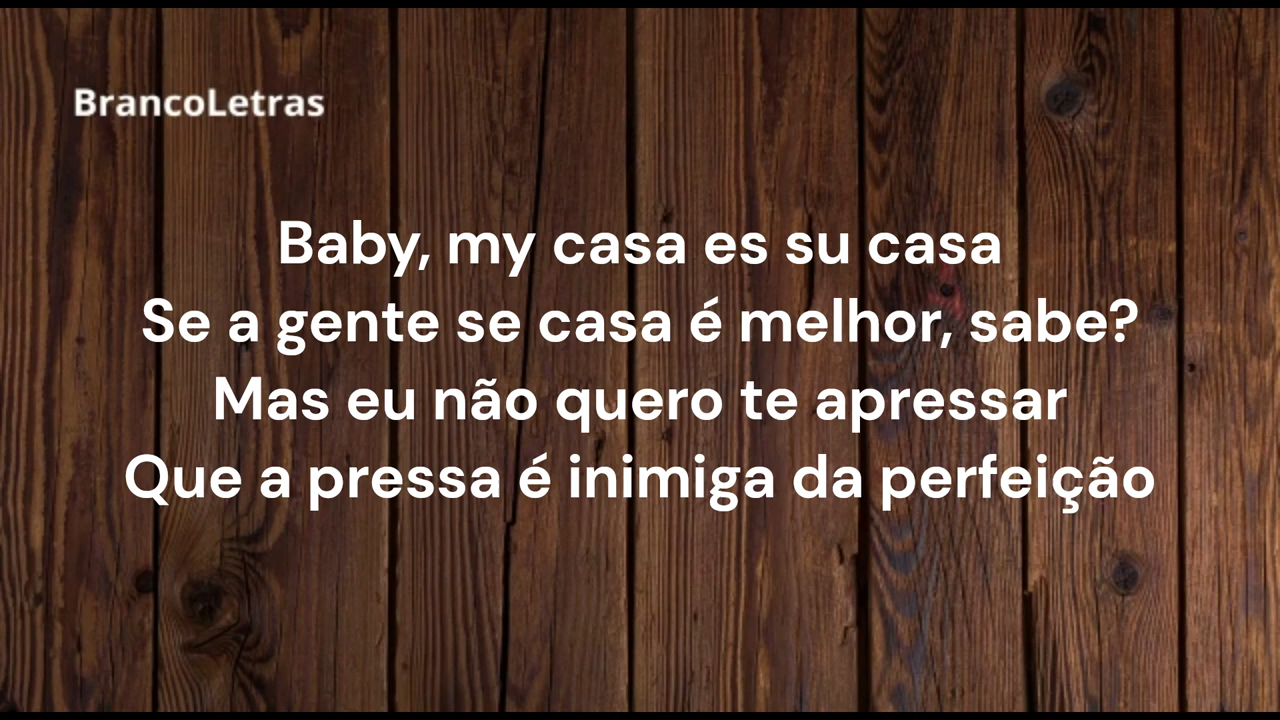 BrancoLetras
Baby, my casa es su casa
Se a gente se casa é melhor, sabe?
Mas eu não quero te apressar
Que a pressa é inimiga da perfeição